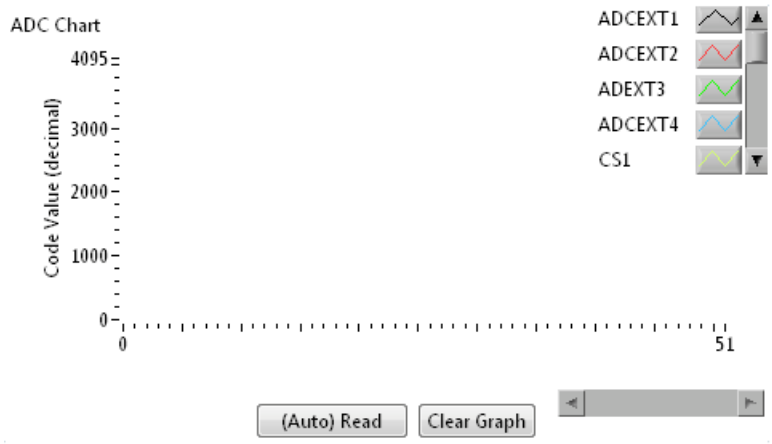 ADC Chart
ADCEXT1
ADCEXT2
ADEXT3
ADCEXT4
CS1
Code Value (decimal)
4095
3000
2000
1000
0
0 51
(Auto) Read Clear Graph